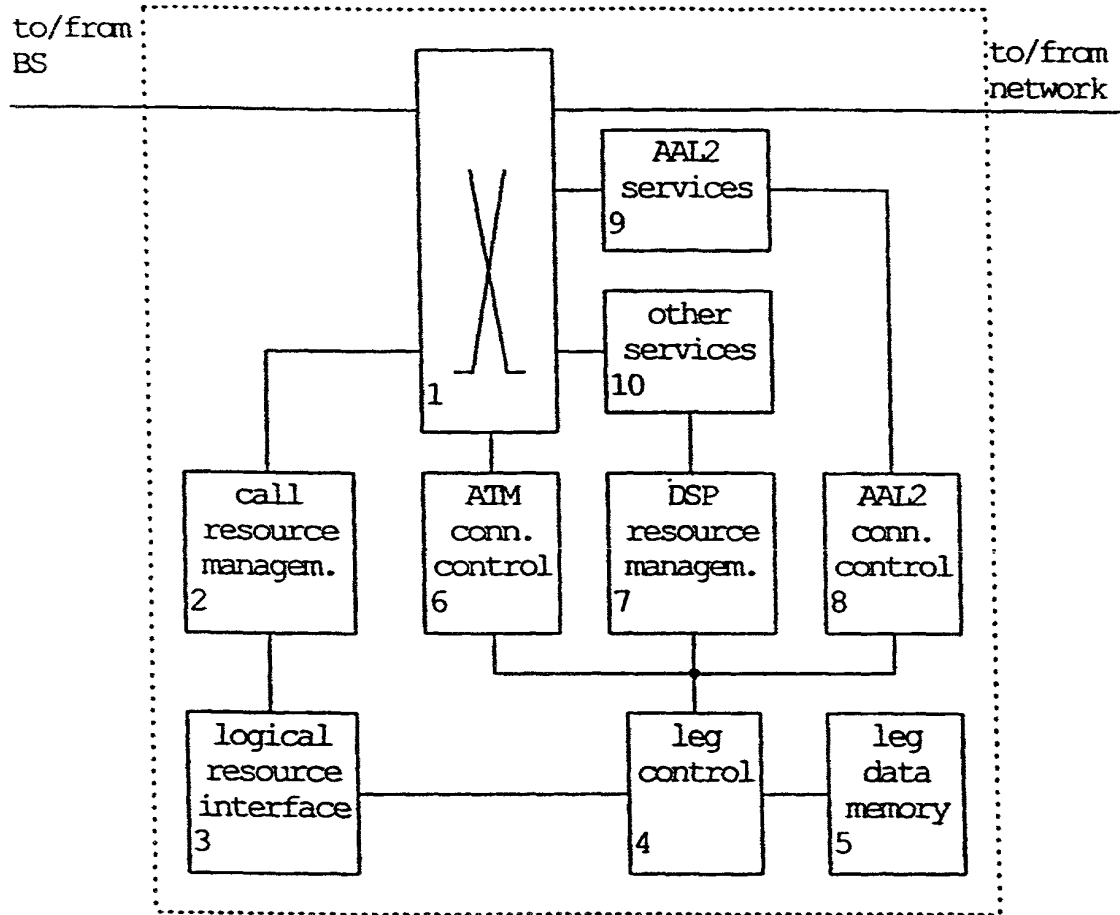 to/from
BS
to/from
network
AAL2
services
9
other
services
10
1
call
resource
managem.
2
ATM
conn.
control
6
DSP
resource
managem.
7
AAL2
conn.
control
8
logical
resource
interface
3
leg
control
4
leg
data
memory
5